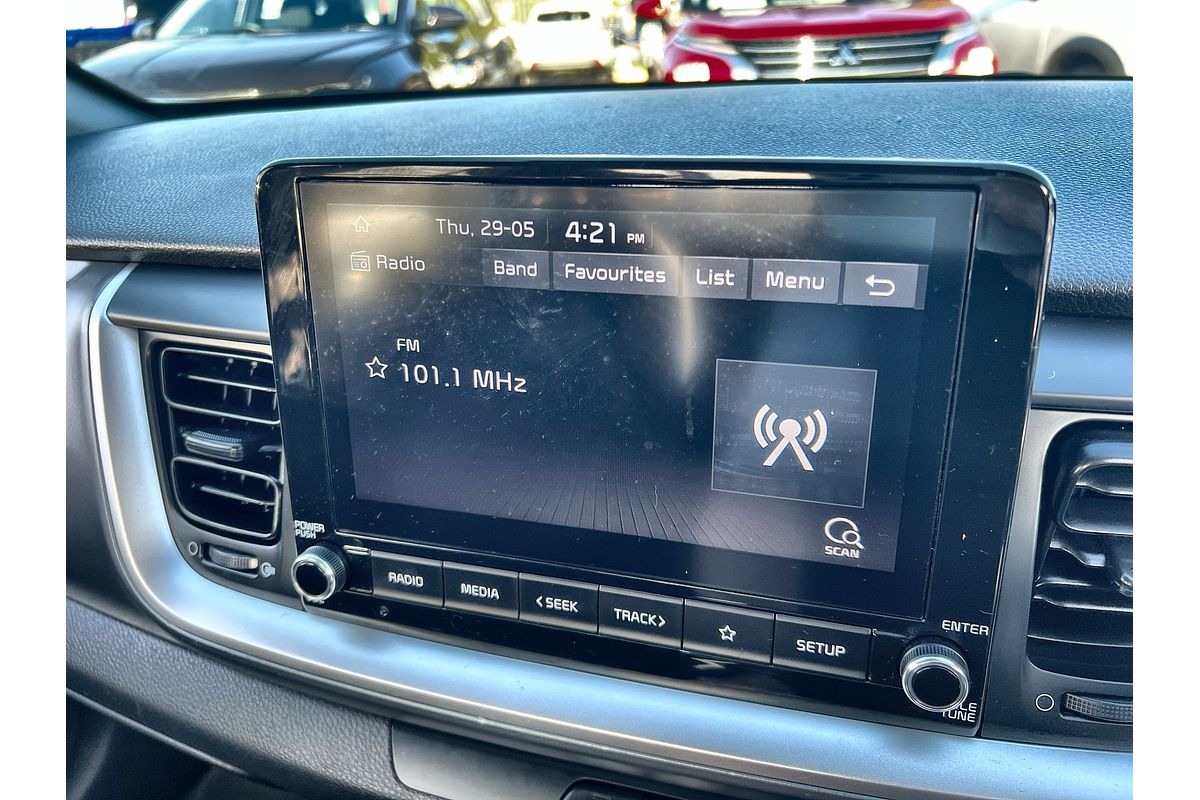 Thu, 29-05 4:21 PM
Radio Band Favourites List Menu
FM
101.1 MHz
SCAN
POWER
PUSH
RADIO MEDIA <SEEK TRACK> SETUP
ENTER
TUNE